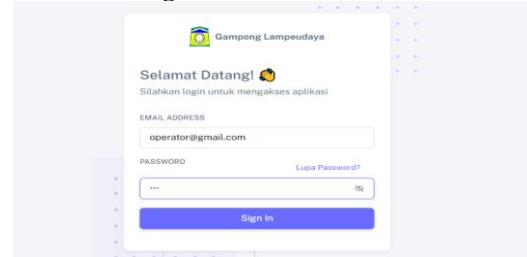 Gampong Lampeudaya
Selamat Datang!
Silahkan login untuk mengakses aplikasi
EMAIL ADDRESS
operator@gmail.com
PASSWORD
Lupa Password?
Sign In